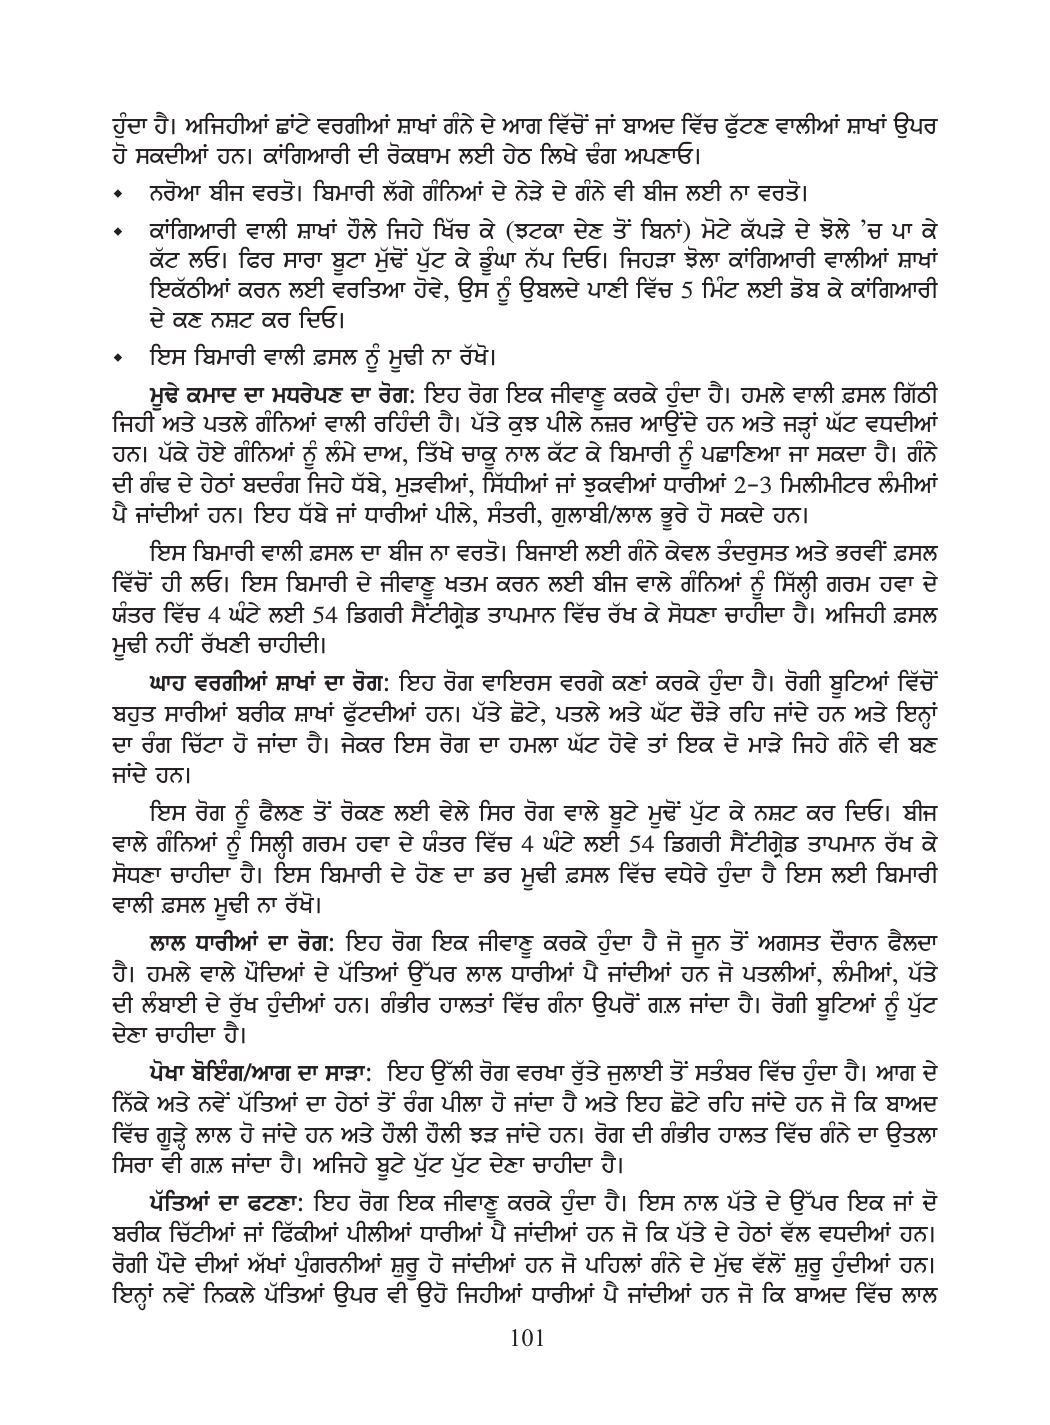 ਹੁੰਦਾ ਹੈ। ਅਜਿਹੀਆਂ ਛਾਂਟੇ ਵਰਗੀਆਂ ਸ਼ਾਖਾਂ ਗੰਨੇ ਦੇ ਆਗ ਵਿੱਚੋਂ ਜਾਂ ਬਾਅਦ ਵਿੱਚ ਫੁੱਟਣ ਵਾਲੀਆਂ ਸ਼ਾਖਾਂ ਉਪਰ
ਹੋ ਸਕਦੀਆਂ ਹਨ। ਕਾਂਗਿਆਰੀ ਦੀ ਰੋਕਥਾਮ ਲਈ ਹੇਠ ਲਿਖੇ ਢੰਗ ਅਪਣਾਓ।
◆ ਨਰੋਆ ਬੀਜ ਵਰਤੋ। ਬਿਮਾਰੀ ਲੱਗੇ ਗੰਨਿਆਂ ਦੇ ਨੇੜੇ ਦੇ ਗੰਨੇ ਵੀ ਬੀਜ ਲਈ ਨਾ ਵਰਤੋ।
◆ ਕਾਂਗਿਆਰੀ ਵਾਲੀ ਸ਼ਾਖਾਂ ਹੌਲੇ ਜਿਹੇ ਖਿੱਚ ਕੇ (ਝਟਕਾ ਦੇਣ ਤੋਂ ਬਿਨਾਂ) ਮੋਟੇ ਕੱਪੜੇ ਦੇ ਝੋਲੇ ’ਚ ਪਾ ਕੇ
ਕੱਟ ਲਓ। ਫਿਰ ਸਾਰਾ ਬੂਟਾ ਮੁੱਢੋਂ ਪੁੱਟ ਕੇ ਡੂੰਘਾ ਨੱਪ ਦਿਓ। ਜਿਹੜਾ ਝੋਲਾ ਕਾਂਗਿਆਰੀ ਵਾਲੀਆਂ ਸ਼ਾਖਾਂ
ਇਕੱਠੀਆਂ ਕਰਨ ਲਈ ਵਰਤਿਆ ਹੋਵੇ, ਉਸ ਨੂੰ ਉਬਲਦੇ ਪਾਣੀ ਵਿੱਚ 5 ਮਿੰਟ ਲਈ ਡੋਬ ਕੇ ਕਾਂਗਿਆਰੀ
ਦੇ ਕਣ ਨਸ਼ਟ ਕਰ ਦਿਓ।
◆ ਇਸ ਬਿਮਾਰੀ ਵਾਲੀ ਫ਼ਸਲ ਨੂੰ ਮੂਢੀ ਨਾ ਰੱਖੋ।
ਮੂਢੇ ਕਮਾਦ ਦਾ ਮਧਰੇਪਣ ਦਾ ਰੋਗ: ਇਹ ਰੋਗ ਇਕ ਜੀਵਾਣੂ ਕਰਕੇ ਹੁੰਦਾ ਹੈ। ਹਮਲੇ ਵਾਲੀ ਫ਼ਸਲ ਗਿੱਠੀ
ਜਿਹੀ ਅਤੇ ਪਤਲੇ ਗੰਨਿਆਂ ਵਾਲੀ ਰਹਿੰਦੀ ਹੈ। ਪੱਤੇ ਕੁਝ ਪੀਲੇ ਨਜ਼ਰ ਆਉਂਦੇ ਹਨ ਅਤੇ ਜੜ੍ਹਾਂ ਘੱਟ ਵਧਦੀਆਂ
ਹਨ। ਪੱਕੇ ਹੋਏ ਗੰਨਿਆਂ ਨੂੰ ਲੰਮੇ ਦਾਅ, ਤਿੱਖੇ ਚਾਕੂ ਨਾਲ ਕੱਟ ਕੇ ਬਿਮਾਰੀ ਨੂੰ ਪਛਾਣਿਆ ਜਾ ਸਕਦਾ ਹੈ। ਗੰਨੇ
ਦੀ ਗੰਢ ਦੇ ਹੇਠਾਂ ਬਦਰੰਗ ਜਿਹੇ ਧੱਬੇ, ਮੁੜਵੀਆਂ, ਸਿੱਧੀਆਂ ਜਾਂ ਝੁਕਵੀਆਂ ਧਾਰੀਆਂ 2-3 ਮਿਲੀਮੀਟਰ ਲੰਮੀਆਂ
ਪੈ ਜਾਂਦੀਆਂ ਹਨ। ਇਹ ਧੱਬੇ ਜਾਂ ਧਾਰੀਆਂ ਪੀਲੇ, ਸੰਤਰੀ, ਗੁਲਾਬੀ/ਲਾਲ ਭੂਰੇ ਹੋ ਸਕਦੇ ਹਨ।
ਇਸ ਬਿਮਾਰੀ ਵਾਲੀ ਫ਼ਸਲ ਦਾ ਬੀਜ ਨਾ ਵਰਤੋ। ਬਿਜਾਈ ਲਈ ਗੰਨੇ ਕੇਵਲ ਤੰਦਰੁਸਤ ਅਤੇ ਭਰਵੀਂ ਫ਼ਸਲ
ਵਿੱਚੋਂ ਹੀ ਲਓ। ਇਸ ਬਿਮਾਰੀ ਦੇ ਜੀਵਾਣੂ ਖਤਮ ਕਰਨ ਲਈ ਬੀਜ ਵਾਲੇ ਗੰਨਿਆਂ ਨੂੰ ਸਿੱਲ੍ਹੀ ਗਰਮ ਹਵਾ ਦੇ
ਯੰਤਰ ਵਿੱਚ 4 ਘੰਟੇ ਲਈ 54 ਡਿਗਰੀ ਸੈਂਟੀਗ੍ਰੇਡ ਤਾਪਮਾਨ ਵਿੱਚ ਰੱਖ ਕੇ ਸੋਧਣਾ ਚਾਹੀਦਾ ਹੈ। ਅਜਿਹੀ ਫ਼ਸਲ
ਮੂਢੀ ਨਹੀਂ ਰੱਖਣੀ ਚਾਹੀਦੀ।
ਘਾਹ ਵਰਗੀਆਂ ਸ਼ਾਖਾਂ ਦਾ ਰੋਗ: ਇਹ ਰੋਗ ਵਾਇਰਸ ਵਰਗੇ ਕਣਾਂ ਕਰਕੇ ਹੁੰਦਾ ਹੈ। ਰੋਗੀ ਬੂਟਿਆਂ ਵਿੱਚੋਂ
ਬਹੁਤ ਸਾਰੀਆਂ ਬਰੀਕ ਸ਼ਾਖਾਂ ਫੁੱਟਦੀਆਂ ਹਨ। ਪੱਤੇ ਛੋਟੇ, ਪਤਲੇ ਅਤੇ ਘੱਟ ਚੌੜੇ ਰਹਿ ਜਾਂਦੇ ਹਨ ਅਤੇ ਇਨ੍ਹਾਂ
ਦਾ ਰੰਗ ਚਿੱਟਾ ਹੋ ਜਾਂਦਾ ਹੈ। ਜੇਕਰ ਇਸ ਰੋਗ ਦਾ ਹਮਲਾ ਘੱਟ ਹੋਵੇ ਤਾਂ ਇਕ ਦੋ ਮਾੜੇ ਜਿਹੇ ਗੰਨੇ ਵੀ ਬਣ
ਜਾਂਦੇ ਹਨ।
ਇਸ ਰੋਗ ਨੂੰ ਫੈਲਣ ਤੋਂ ਰੋਕਣ ਲਈ ਵੇਲੇ ਸਿਰ ਰੋਗ ਵਾਲੇ ਬੂਟੇ ਮੂਢੋਂ ਪੁੱਟ ਕੇ ਨਸ਼ਟ ਕਰ ਦਿਓ। ਬੀਜ
ਵਾਲੇ ਗੰਨਿਆਂ ਨੂੰ ਸਿਲ੍ਹੀ ਗਰਮ ਹਵਾ ਦੇ ਯੰਤਰ ਵਿੱਚ 4 ਘੰਟੇ ਲਈ 54 ਡਿਗਰੀ ਸੈਂਟੀਗ੍ਰੇਡ ਤਾਪਮਾਨ ਰੱਖ ਕੇ
ਸੋਧਣਾ ਚਾਹੀਦਾ ਹੈ। ਇਸ ਬਿਮਾਰੀ ਦੇ ਹੋਣ ਦਾ ਡਰ ਮੂਢੀ ਫ਼ਸਲ ਵਿੱਚ ਵਧੇਰੇ ਹੁੰਦਾ ਹੈ ਇਸ ਲਈ ਬਿਮਾਰੀ
ਵਾਲੀ ਫ਼ਸਲ ਮੂਢੀ ਨਾ ਰੱਖੋ।
ਲਾਲ ਧਾਰੀਆਂ ਦਾ ਰੋਗ: ਇਹ ਰੋਗ ਇਕ ਜੀਵਾਣੂ ਕਰਕੇ ਹੁੰਦਾ ਹੈ ਜੋ ਜੂਨ ਤੋਂ ਅਗਸਤ ਦੌਰਾਨ ਫੈਲਦਾ
ਹੈ। ਹਮਲੇ ਵਾਲੇ ਪੌਦਿਆਂ ਦੇ ਪੱਤਿਆਂ ਉੱਪਰ ਲਾਲ ਧਾਰੀਆਂ ਪੈ ਜਾਂਦੀਆਂ ਹਨ ਜੋ ਪਤਲੀਆਂ, ਲੰਮੀਆਂ, ਪੱਤੇ
ਦੀ ਲੰਬਾਈ ਦੇ ਰੁੱਖ ਹੁੰਦੀਆਂ ਹਨ। ਗੰਭੀਰ ਹਾਲਤਾਂ ਵਿੱਚ ਗੰਨਾ ਉਪਰੋਂ ਗਲ਼ ਜਾਂਦਾ ਹੈ। ਰੋਗੀ ਬੂਟਿਆਂ ਨੂੰ ਪੁੱਟ
ਦੇਣਾ ਚਾਹੀਦਾ ਹੈ।
ਪੋਖਾ ਬੋਇੰਗ/ਆਗ ਦਾ ਸਾੜਾ: ਇਹ ਉੱਲੀ ਰੋਗ ਵਰਖਾ ਰੁੱਤੇ ਜੁਲਾਈ ਤੋਂ ਸਤੰਬਰ ਵਿੱਚ ਹੁੰਦਾ ਹੈ। ਆਗ ਦੇ
ਨਿੱਕੇ ਅਤੇ ਨਵੇਂ ਪੱਤਿਆਂ ਦਾ ਹੇਠਾਂ ਤੋਂ ਰੰਗ ਪੀਲਾ ਹੋ ਜਾਂਦਾ ਹੈ ਅਤੇ ਇਹ ਛੋਟੇ ਰਹਿ ਜਾਂਦੇ ਹਨ ਜੋ ਕਿ ਬਾਅਦ
ਵਿੱਚ ਗੂੜ੍ਹੇ ਲਾਲ ਹੋ ਜਾਂਦੇ ਹਨ ਅਤੇ ਹੌਲੀ ਹੌਲੀ ਝੜ ਜਾਂਦੇ ਹਨ। ਰੋਗ ਦੀ ਗੰਭੀਰ ਹਾਲਤ ਵਿੱਚ ਗੰਨੇ ਦਾ ਉਤਲਾ
ਸਿਰਾ ਵੀ ਗਲ਼ ਜਾਂਦਾ ਹੈ। ਅਜਿਹੇ ਬੂਟੇ ਪੁੱਟ ਪੁੱਟ ਦੇਣਾ ਚਾਹੀਦਾ ਹੈ।
ਪੱਤਿਆਂ ਦਾ ਫਟਣਾ: ਇਹ ਰੋਗ ਇਕ ਜੀਵਾਣੂ ਕਰਕੇ ਹੁੰਦਾ ਹੈ। ਇਸ ਨਾਲ ਪੱਤੇ ਦੇ ਉੱਪਰ ਇਕ ਜਾਂ ਦੋ
ਬਰੀਕ ਚਿੱਟੀਆਂ ਜਾਂ ਫਿੱਕੀਆਂ ਪੀਲੀਆਂ ਧਾਰੀਆਂ ਪੈ ਜਾਂਦੀਆਂ ਹਨ ਜੋ ਕਿ ਪੱਤੇ ਦੇ ਹੇਠਾਂ ਵੱਲ ਵਧਦੀਆਂ ਹਨ।
ਰੋਗੀ ਪੌਦੇ ਦੀਆਂ ਅੱਖਾਂ ਪੁੰਗਰਨੀਆਂ ਸ਼ੁਰੂ ਹੋ ਜਾਂਦੀਆਂ ਹਨ ਜੋ ਪਹਿਲਾਂ ਗੰਨੇ ਦੇ ਮੁੱਢ ਵੱਲੋਂ ਸ਼ੁਰੂ ਹੁੰਦੀਆਂ ਹਨ।
ਇਨ੍ਹਾਂ ਨਵੇਂ ਨਿਕਲੇ ਪੱਤਿਆਂ ਉਪਰ ਵੀ ਉਹੋ ਜਿਹੀਆਂ ਧਾਰੀਆਂ ਪੈ ਜਾਂਦੀਆਂ ਹਨ ਜੋ ਕਿ ਬਾਅਦ ਵਿੱਚ ਲਾਲ
101